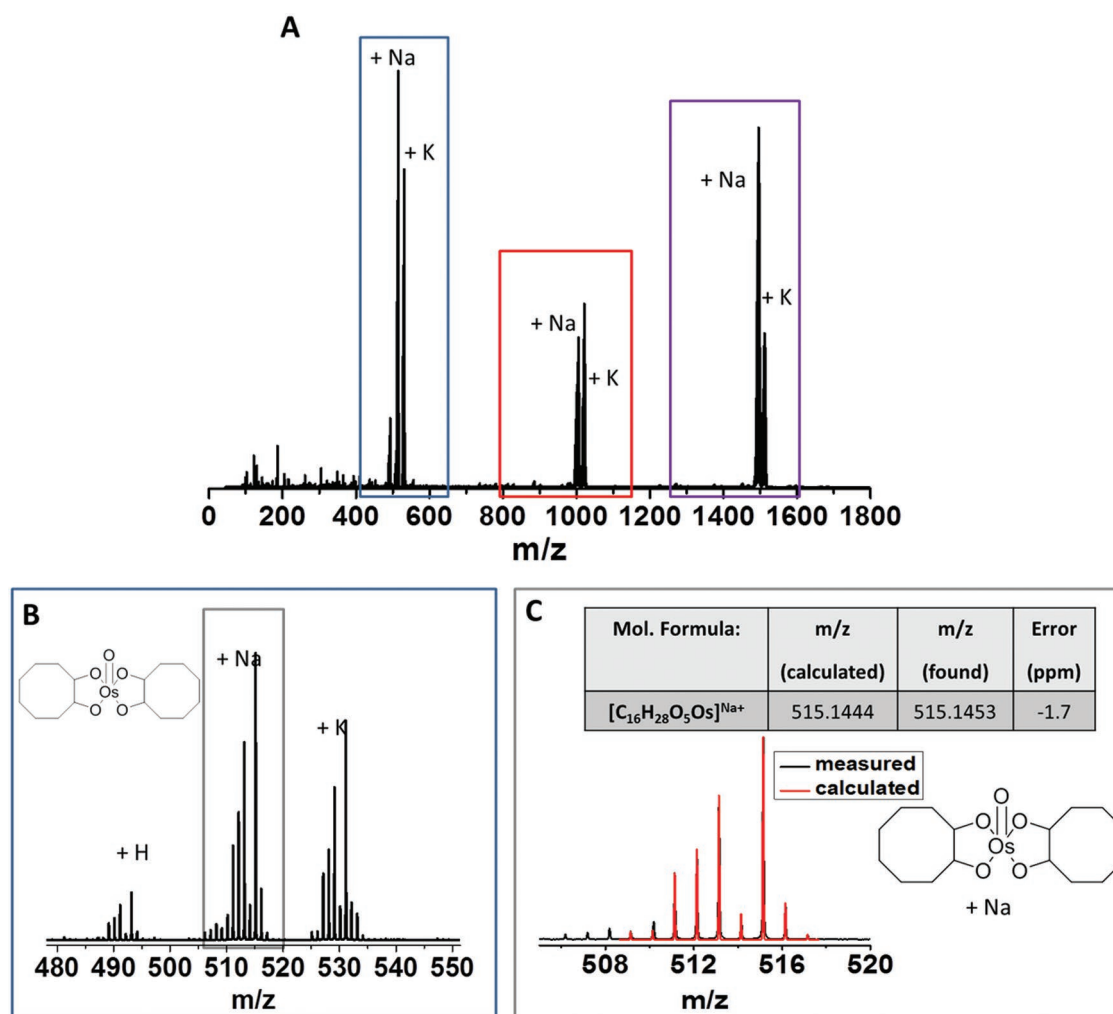 A
+ Na
+ K
+ Na
+ K
+ Na
+ K
0 200 400 600 800 1000 1200 1400 1600 1800
m/z
B
O
O O
Os
O O
+ Na
+ K
+ H
480 490 500 510 520 530 540 550
m/z
C
Mol. Formula: m/z (calculated) m/z (found) Error (ppm)
[C₁₆H₂₈O₅Os]ᴺᵃ⁺ 515.1444 515.1453 -1.7
measured
calculated
O
O O
Os
O O
+ Na
508 512 516 520
m/z